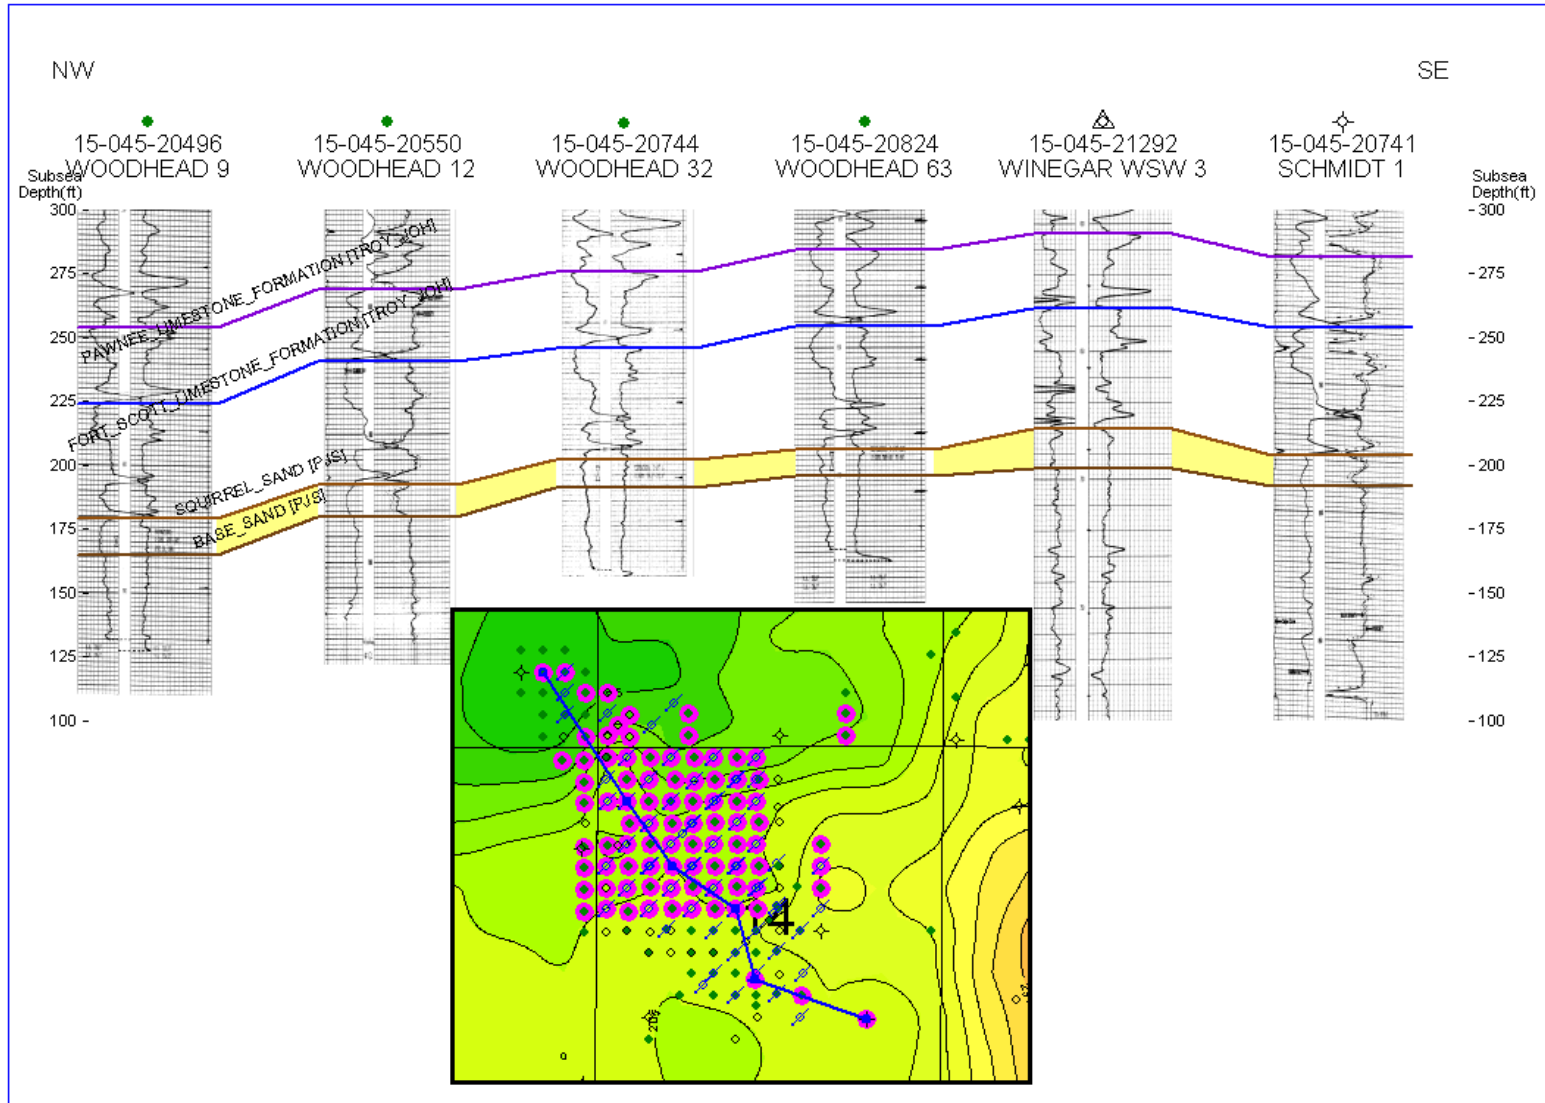 NW
SE
15-045-20496
WOODHEAD 9
15-045-20550
WOODHEAD 12
15-045-20744
WOODHEAD 32
15-045-20824
WOODHEAD 63
15-045-21292
WINEGAR WSW 3
15-045-20741
SCHMIDT 1
Subsea
Depth(ft)
Subsea
Depth(ft)
300
275
250
225
200
175
150
125
100 -
- 300
- 275
- 250
- 225
- 200
- 175
- 150
- 125
- 100
PAWNEE_LIMESTONE_FORMATION [TROY_JOH]
FORT_SCOTT_LIMESTONE_FORMATION [TROY_JOH]
SQUIRREL_SAND [PJS]
BASE_SAND [PJS]
14